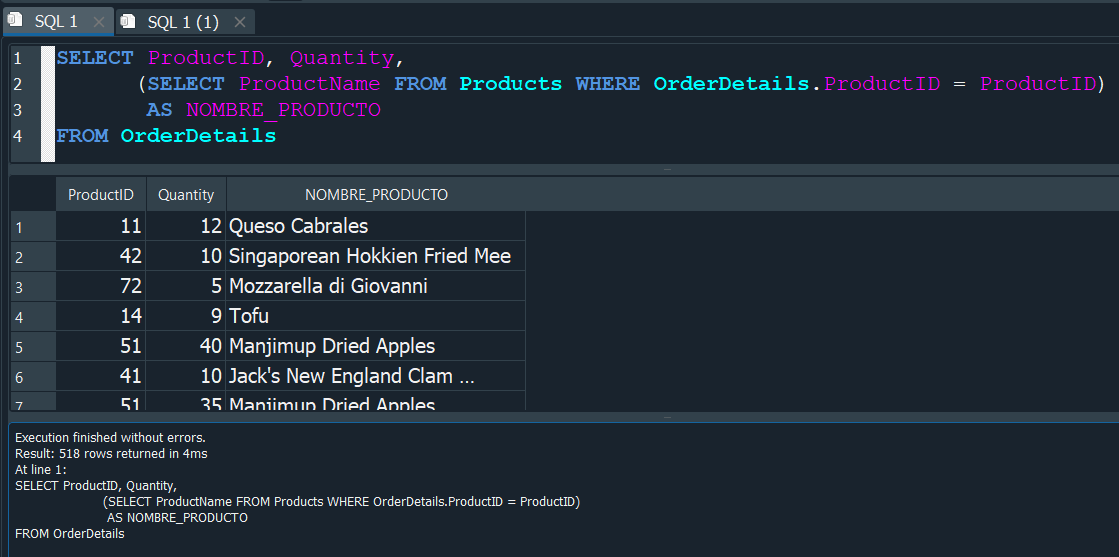 SQL 1 SQL 1 (1)
1 SELECT ProductID, Quantity,
2 (SELECT ProductName FROM Products WHERE OrderDetails.ProductID = ProductID)
3 AS NOMBRE_PRODUCTO
4 FROM OrderDetails
ProductID Quantity NOMBRE_PRODUCTO
1 11 12 Queso Cabrales
2 42 10 Singaporean Hokkien Fried Mee
3 72 5 Mozzarella di Giovanni
4 14 9 Tofu
5 51 40 Manjimup Dried Apples
6 41 10 Jack's New England Clam ...
7 51 35 Manjimup Dried Apples
Execution finished without errors.
Result: 518 rows returned in 4ms
At line 1:
SELECT ProductID, Quantity,
(SELECT ProductName FROM Products WHERE OrderDetails.ProductID = ProductID)
AS NOMBRE_PRODUCTO
FROM OrderDetails